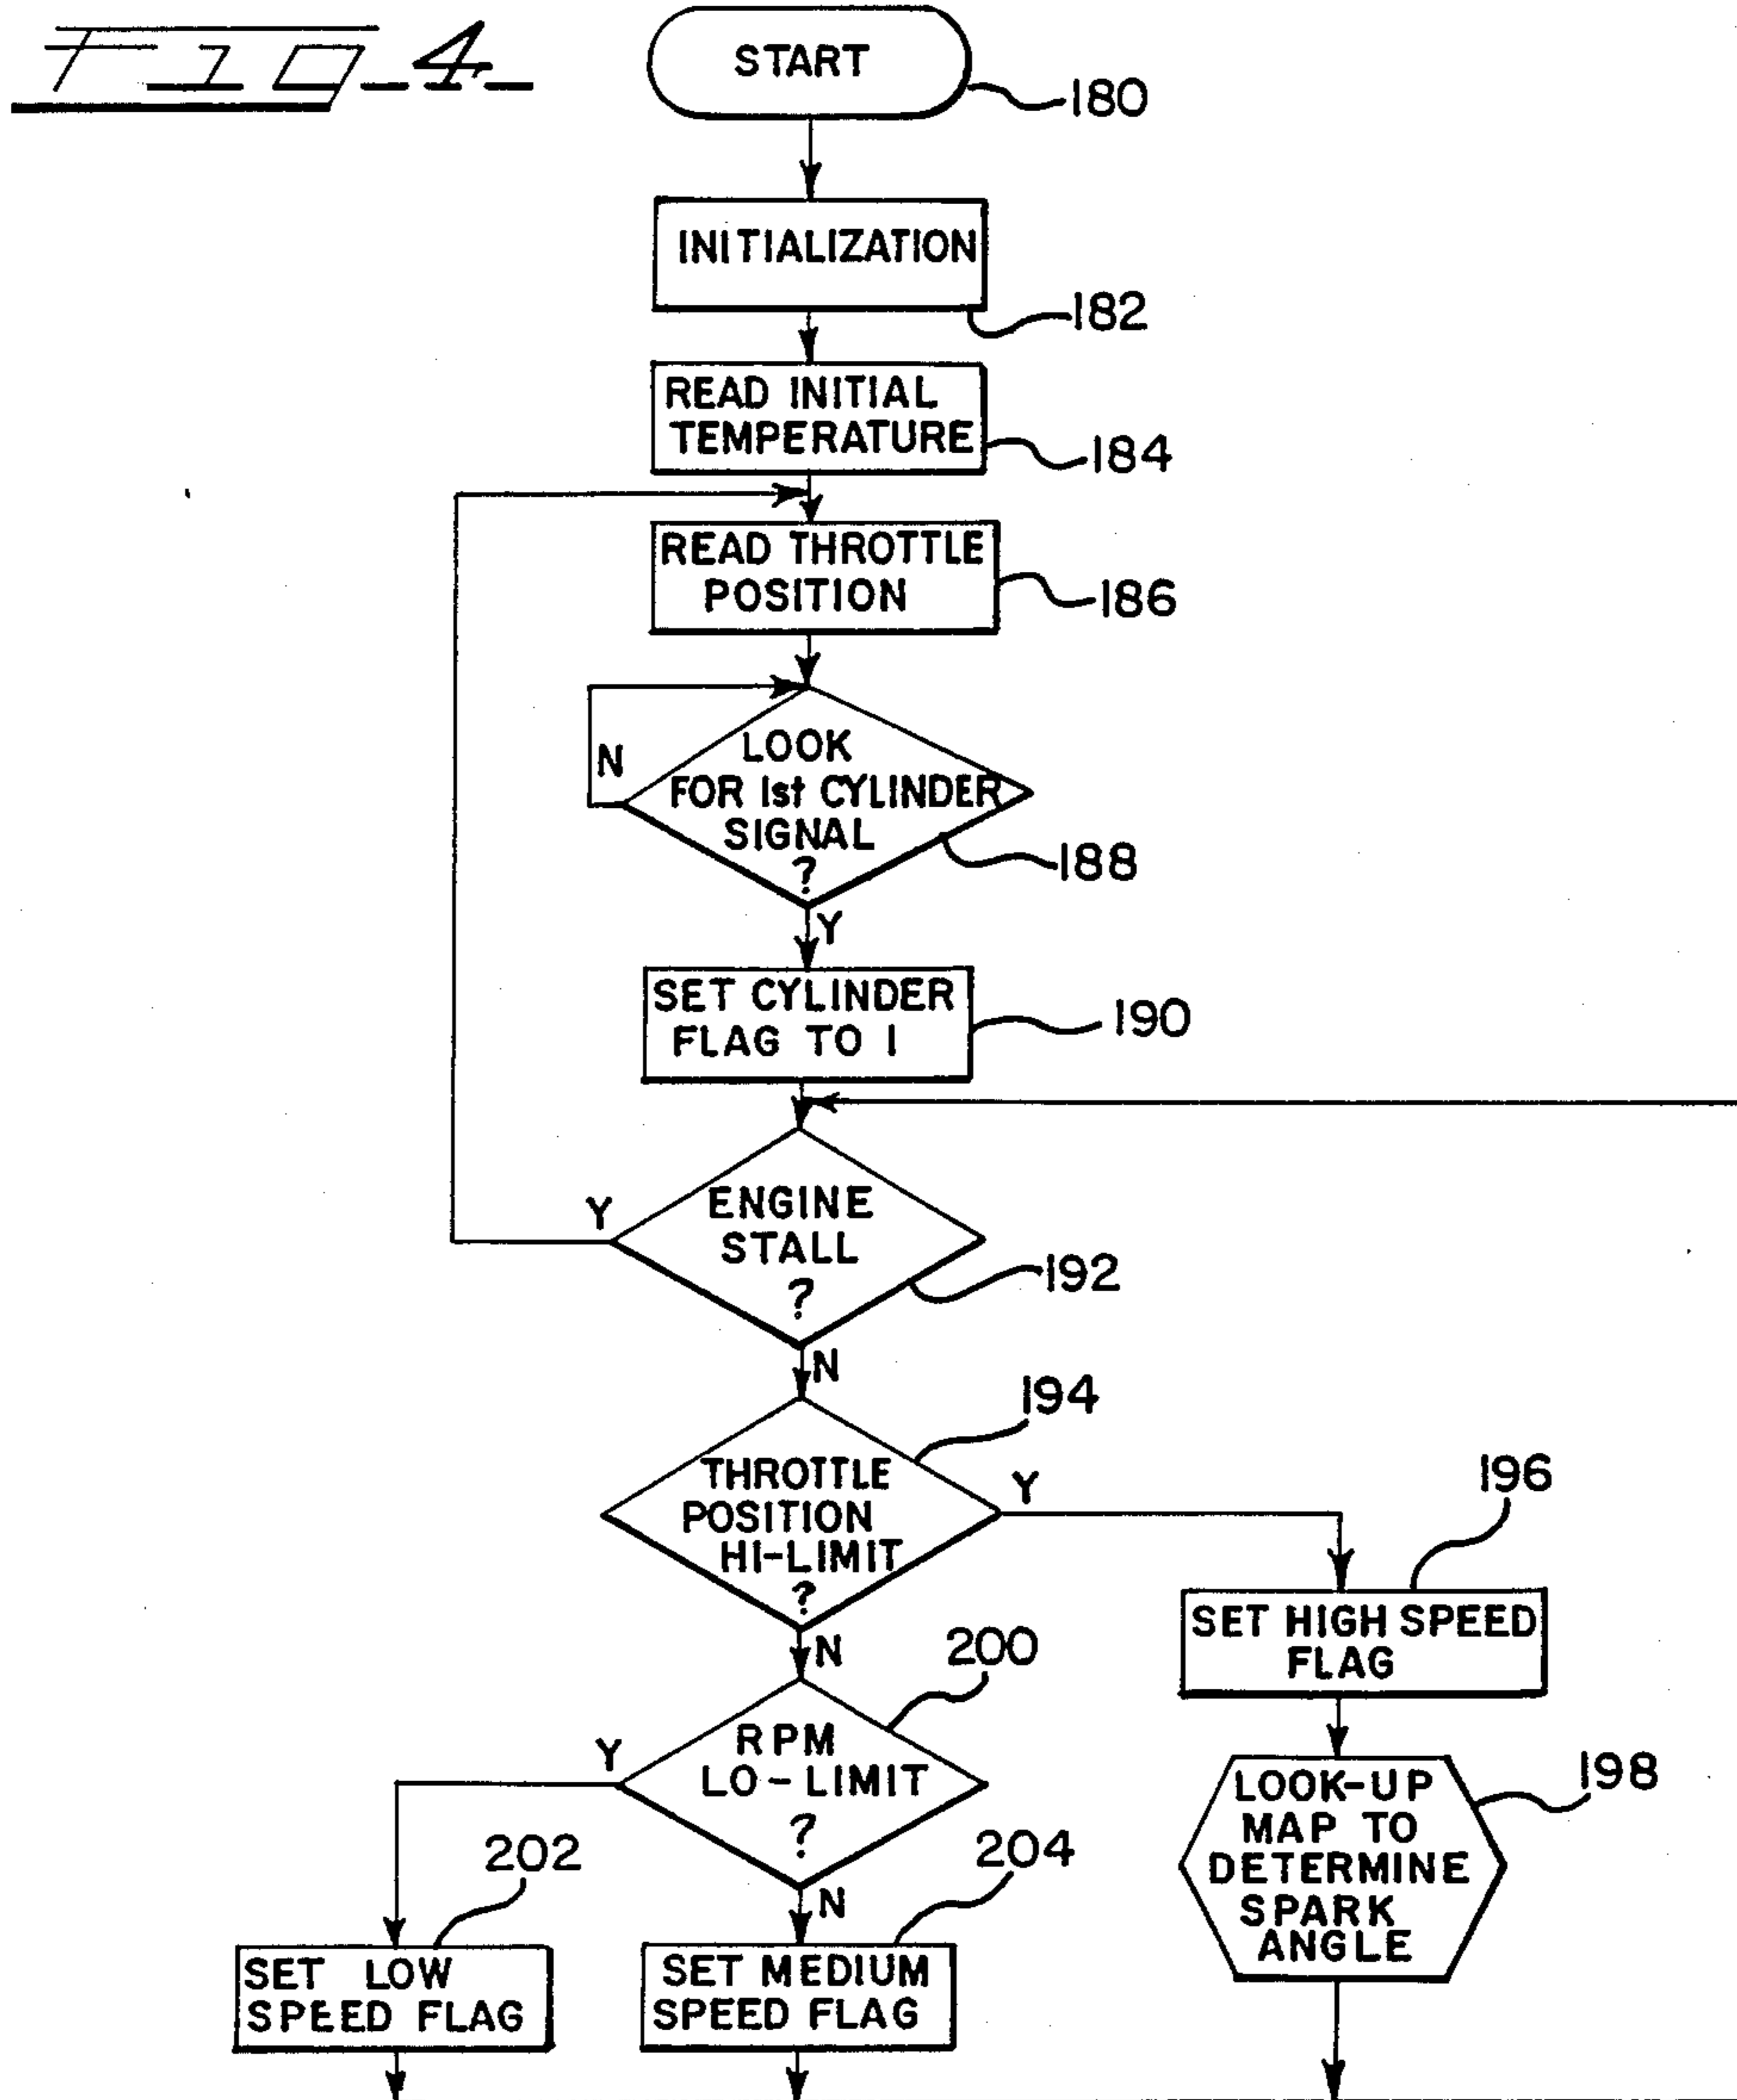 Fig-4-
START
180
INITIALIZATION
182
READ INITIAL
TEMPERATURE
184
READ THROTTLE
POSITION
186
N
LOOK
FOR 1st CYLINDER
SIGNAL
?
188
Y
SET CYLINDER
FLAG TO 1
190
Y
ENGINE
STALL
?
192
N
194
THROTTLE
POSITION
HI-LIMIT
?
Y
196
SET HIGH SPEED
FLAG
N
200
Y
RPM
LO-LIMIT
?
198
LOOK-UP
MAP TO
DETERMINE
SPARK
ANGLE
202
204
N
SET LOW
SPEED FLAG
SET MEDIUM
SPEED FLAG